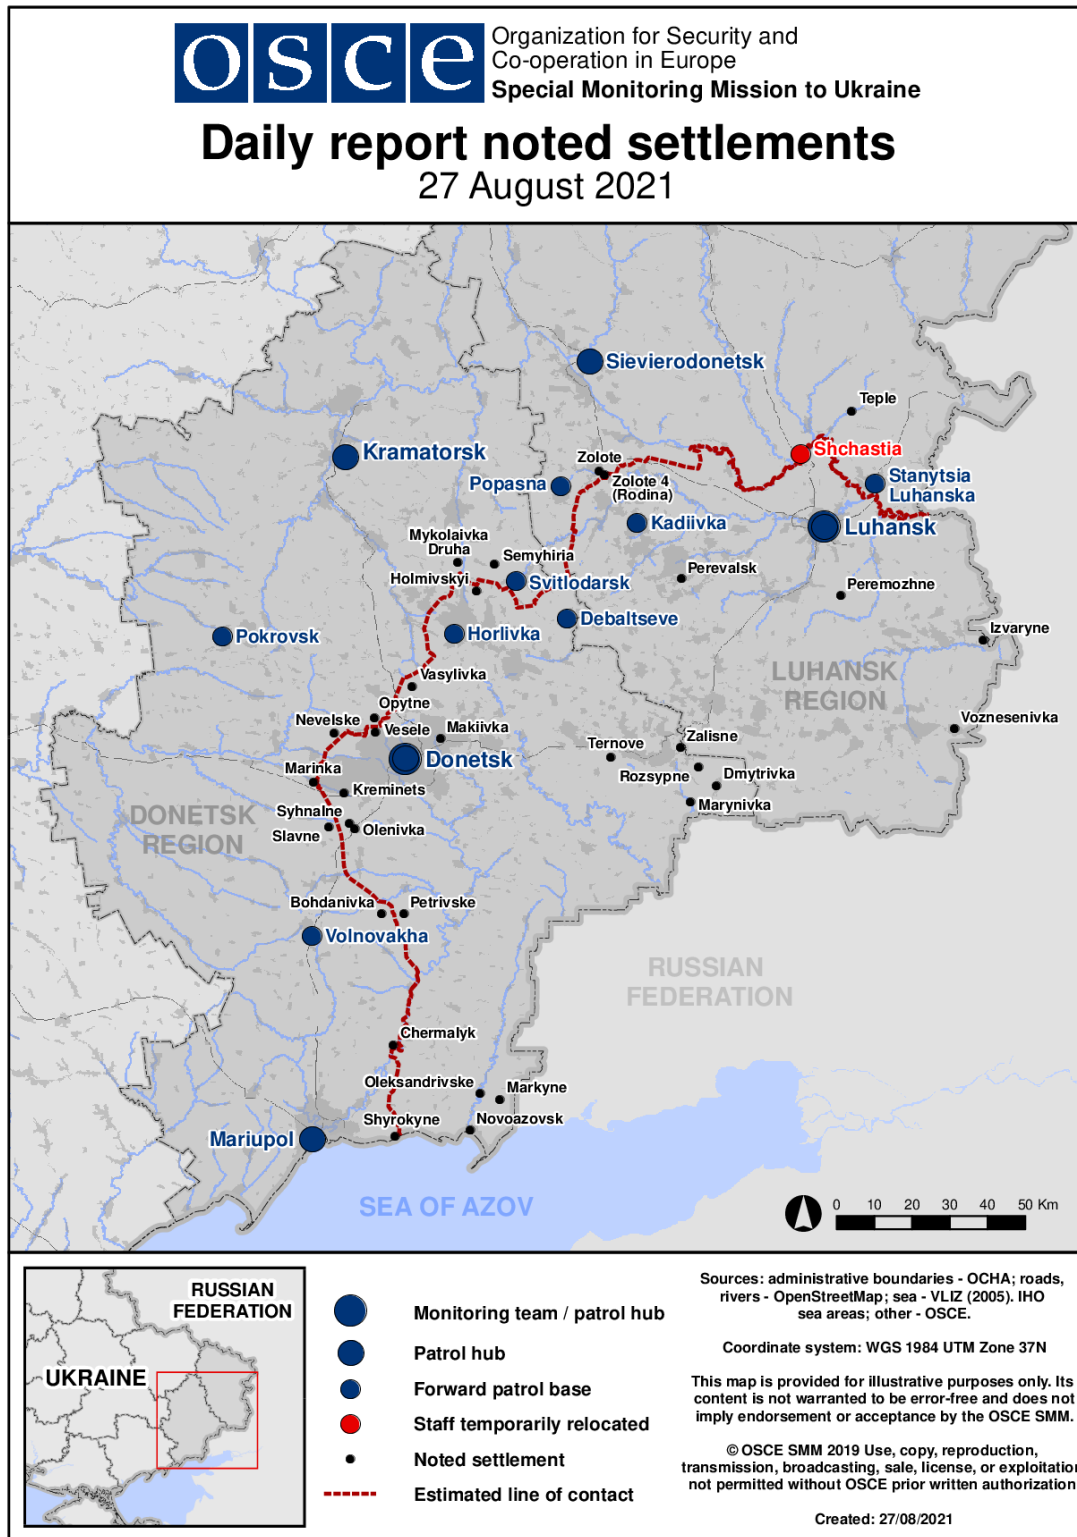 osce
Organization for Security and
Co-operation in Europe
Special Monitoring Mission to Ukraine
Daily report noted settlements
27 August 2021
Sievierodonetsk
Teple
Kramatorsk
Shchastia
Zolote
Popasna
Zolote 4
(Rodina)
Stanytsia
Luhanska
Kadiivka
Luhansk
Mykolaivka
Druha
Semyhiria
Holmivskyi
Svitlodarsk
Perevalsk
Peremozhne
Debaltseve
Horlivka
Pokrovsk
Izvaryne
LUHANSK
REGION
Vasylivka
Opytne
Nevelske
Vesele
Makiivka
Voznesenivka
Zalisne
Ternove
Donetsk
Marinka
Rozsypne
Dmytrivka
Kreminets
Marynivka
DONETSK
REGION
Syhnalne
Slavne
Olenivka
Bohdanivka
Petrivske
Volnovakha
RUSSIAN
FEDERATION
Chermalyk
Oleksandrivske
Markyne
Shyrokyne
Novoazovsk
Mariupol
SEA OF AZOV
0 10 20 30 40 50 Km
RUSSIAN
FEDERATION
UKRAINE
Monitoring team / patrol hub
Patrol hub
Forward patrol base
Staff temporarily relocated
Noted settlement
Estimated line of contact
Sources: administrative boundaries - OCHA; roads,
rivers - OpenStreetMap; sea - VLIZ (2005). IHO
sea areas; other - OSCE.
Coordinate system: WGS 1984 UTM Zone 37N
This map is provided for illustrative purposes only. Its
content is not warranted to be error-free and does not
imply endorsement or acceptance by the OSCE SMM.
© OSCE SMM 2019 Use, copy, reproduction,
transmission, broadcasting, sale, license, or exploitation
not permitted without OSCE prior written authorization
Created: 27/08/2021